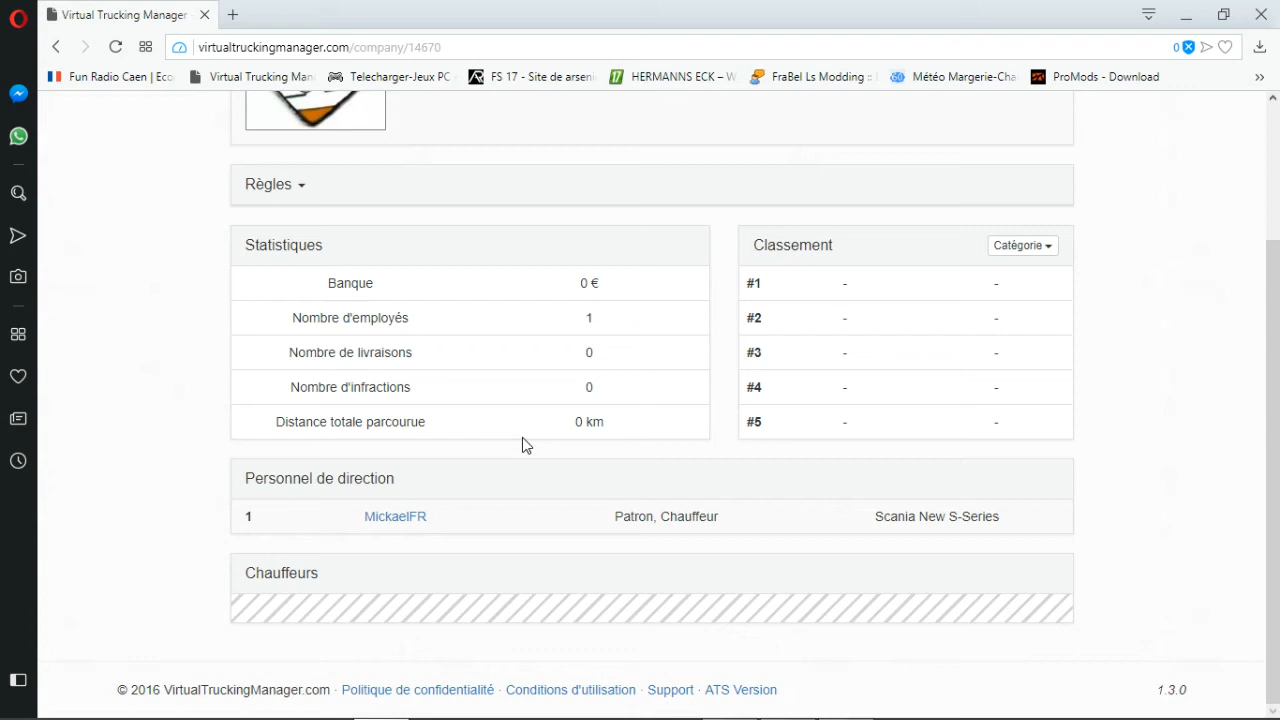 Virtual Trucking Manager
virtualtruckingmanager.com/company/14670
0
Fun Radio Caen | Eco
Virtual Trucking Man
Telecharger-Jeux PC
FS 17 - Site de arsenic
HERMANNS ECK – W
FraBel Ls Modding ::
Météo Margerie-Cha
ProMods - Download
»
Règles
Statistiques
Banque 0 €
Nombre d'employés 1
Nombre de livraisons 0
Nombre d'infractions 0
Distance totale parcourue 0 km
Classement Catégorie
#1 - -
#2 - -
#3 - -
#4 - -
#5 - -
Personnel de direction
1 MickaelFR Patron, Chauffeur Scania New S-Series
Chauffeurs
© 2016 VirtualTruckingManager.com · Politique de confidentialité · Conditions d'utilisation · Support · ATS Version 1.3.0